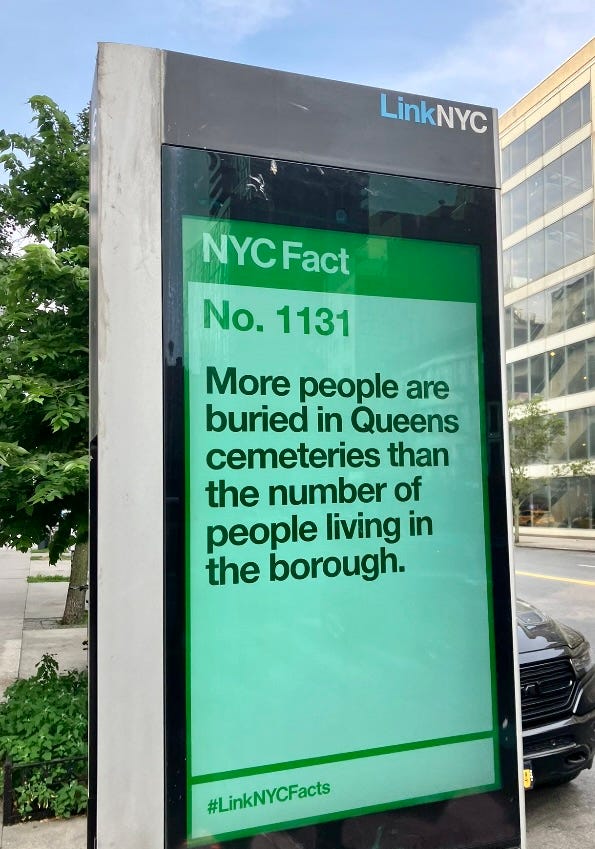 LinkNYC
NYC Fact
No. 1131
More people are
buried in Queens
cemeteries than
the number of
people living in
the borough.
#LinkNYCFacts